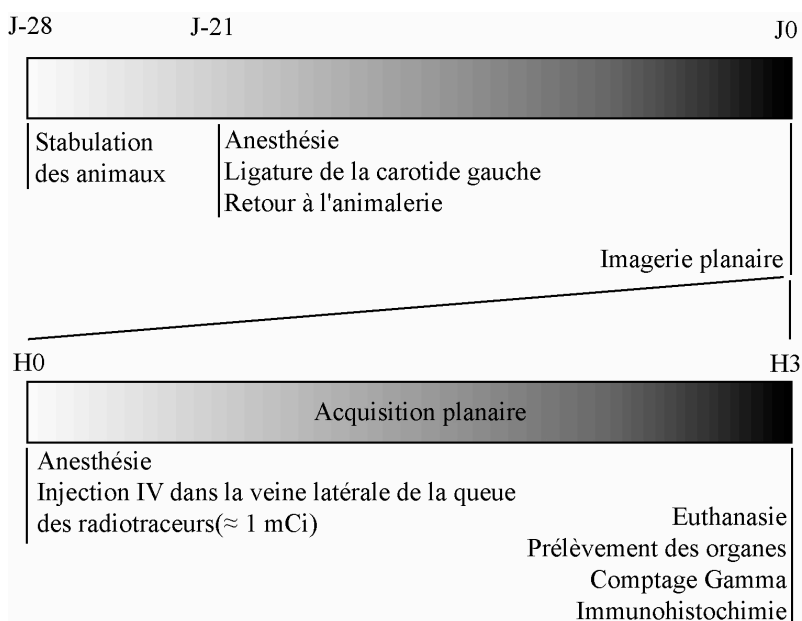 J-28 J-21 J0
Stabulation
des animaux
Anesthésie
Ligature de la carotide gauche
Retour à l'animalerie
Imagerie planaire
H0 H3
Acquisition planaire
Anesthésie
Injection IV dans la veine latérale de la queue
des radiotraceurs(≈ 1 mCi)
Euthanasie
Prélèvement des organes
Comptage Gamma
Immunohistochimie